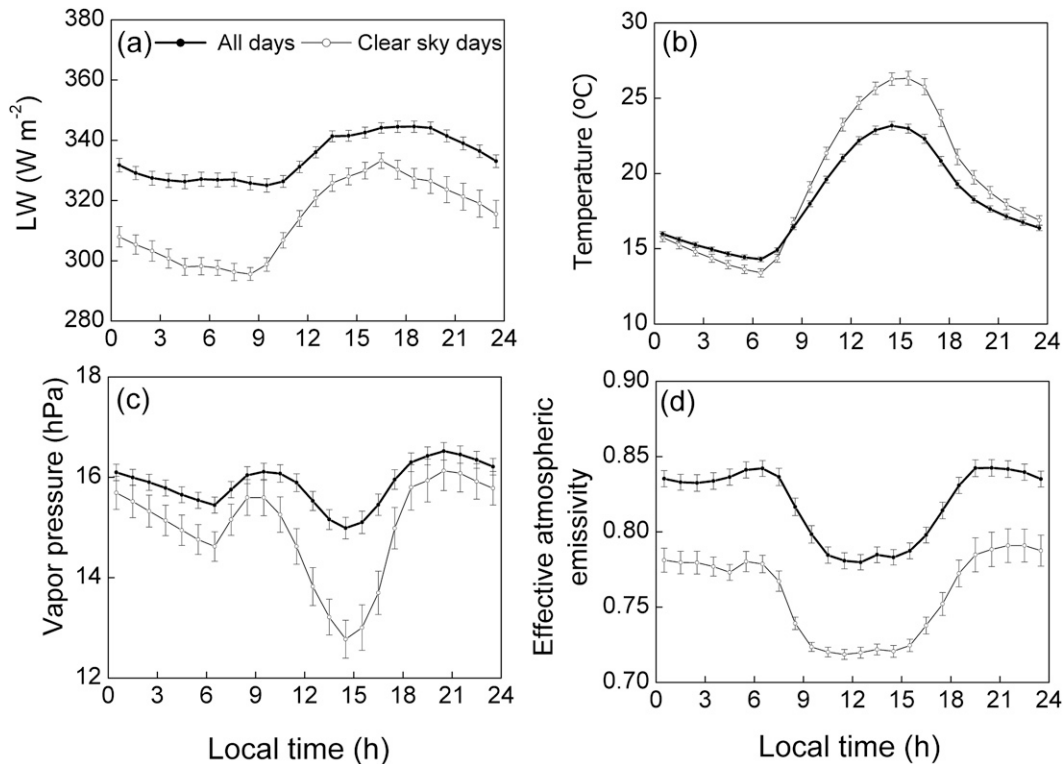 (a)
All days
Clear sky days
LW (W m⁻²)
380
360
340
320
300
280
0 3 6 9 12 15 18 21 24
(b)
Temperature (ºC)
30
25
20
15
10
0 3 6 9 12 15 18 21 24
(c)
Vapor pressure (hPa)
18
16
14
12
0 3 6 9 12 15 18 21 24
Local time (h)
(d)
Effective atmospheric
emissivity
0.90
0.85
0.80
0.75
0.70
0 3 6 9 12 15 18 21 24
Local time (h)